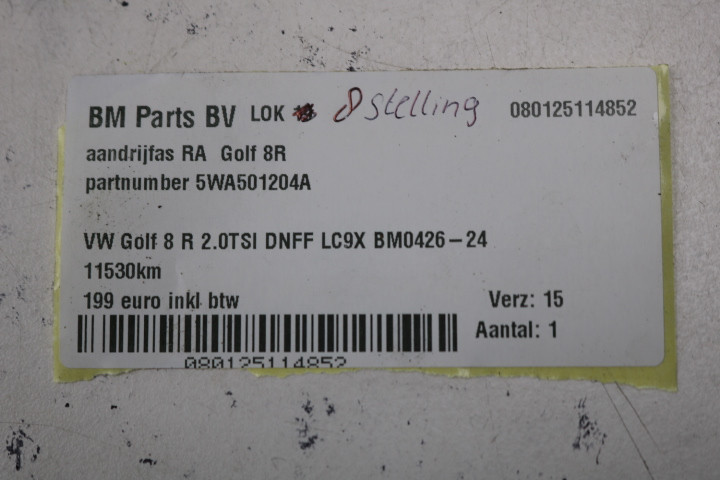 BM Parts BV LOK 8 stelling 080125114852
aandrijfas RA Golf 8R
partnumber 5WA501204A
VW Golf 8 R 2.0TSI DNFF LC9X BM0426-24
11530km
199 euro inkl btw Verz: 15
Aantal: 1
080125114852